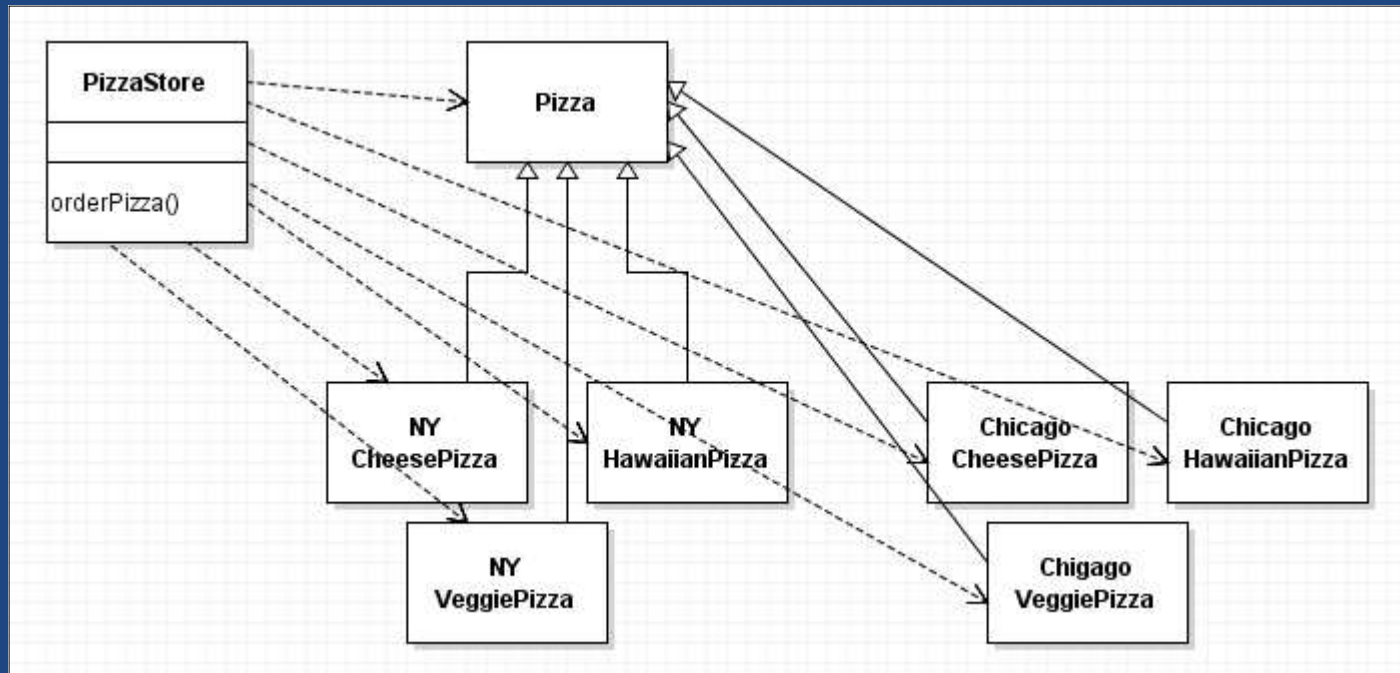 PizzaStore
orderPizza()
Pizza
NY
CheesePizza
NY
HawaiianPizza
Chicago
CheesePizza
Chicago
HawaiianPizza
NY
VeggiePizza
Chigago
VeggiePizza